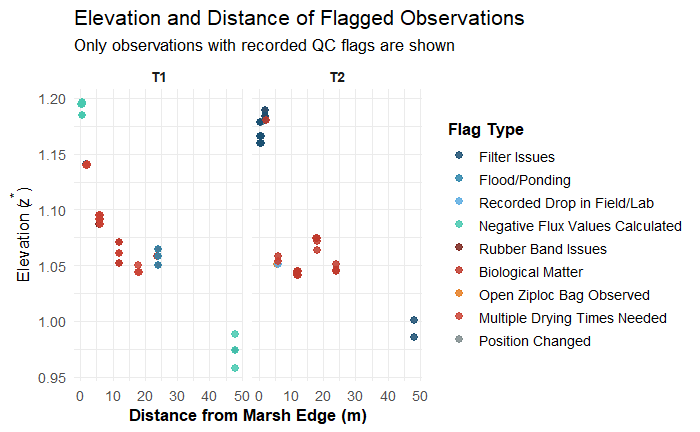 Elevation and Distance of Flagged Observations
Only observations with recorded QC flags are shown
T1 T2
1.20
1.15
1.10
1.05
1.00
0.95
Elevation (z*)
0 10 20 30 40 50 0 10 20 30 40 50
Distance from Marsh Edge (m)
Flag Type
Filter Issues
Flood/Ponding
Recorded Drop in Field/Lab
Negative Flux Values Calculated
Rubber Band Issues
Biological Matter
Open Ziploc Bag Observed
Multiple Drying Times Needed
Position Changed